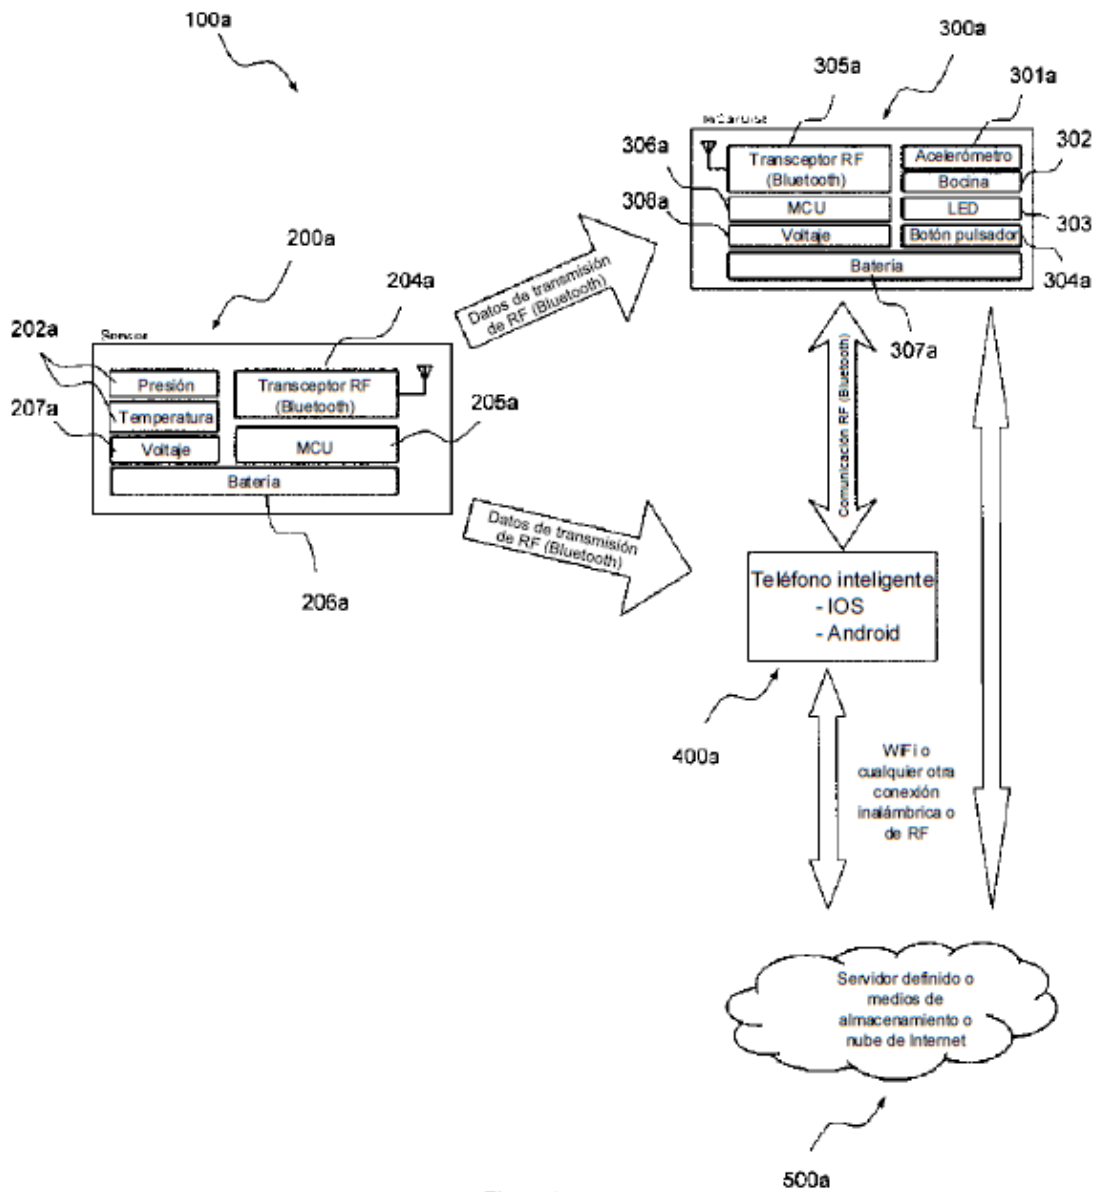 100a
300a
305a
301a
306a
302
Transceptor RF
(Bluetooth)
Acelerómetro
Bocina
308a
MCU
LED
303
Voltaje
Botón pulsador
304a
Batería
307a
200a
204a
Datos de transmisión
de RF (Bluetooth)
202a
Sensor
Presión
Transceptor RF
(Bluetooth)
205a
Temperatura
207a
Voltaje
MCU
Batería
206a
Datos de transmisión
de RF (Bluetooth)
Comunicación RF (Bluetooth)
Teléfono inteligente
- IOS
- Android
400a
WiFi o
cualquier otra
conexión
inalámbrica o
de RF
Servidor definido o
medios de
almacenamiento o
nube de Internet
500a